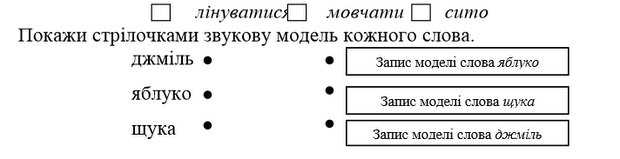 лінуватися мовчати сито
Покажи стрілочками звукову модель кожного слова.
джміль Запис моделі слова яблуко
яблуко Запис моделі слова щука
щука Запис моделі слова джміль